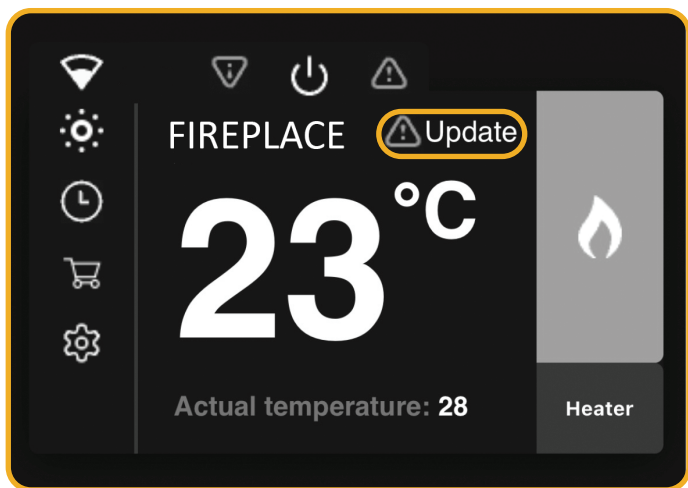 FIREPLACE
Update
23 °C
Actual temperature: 28
Heater